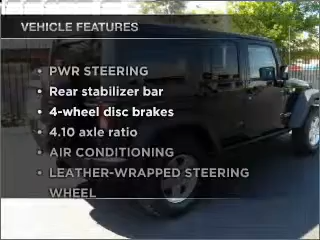 VEHICLE FEATURES
• PWR STEERING
• Rear stabilizer bar
• 4-wheel disc brakes
• 4.10 axle ratio
• AIR CONDITIONING
• LEATHER-WRAPPED STEERING
WHEEL